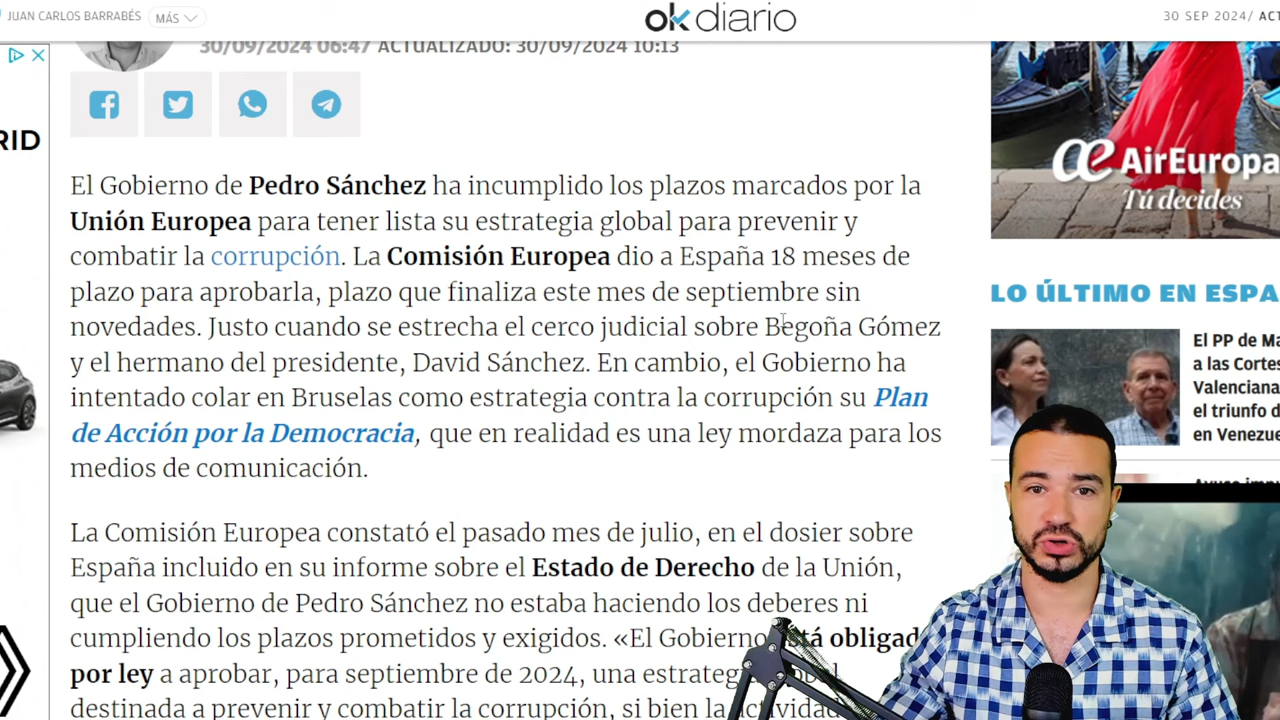 JUAN CARLOS BARRABÉS
MÁS
okdiario
30 SEP 2024/ ACT
30/09/2024 06:47 ACTUALIZADO: 30/09/2024 10:13
RID
El Gobierno de Pedro Sánchez ha incumplido los plazos marcados por la
Unión Europea para tener lista su estrategia global para prevenir y
combatir la corrupción. La Comisión Europea dio a España 18 meses de
plazo para aprobarla, plazo que finaliza este mes de septiembre sin
novedades. Justo cuando se estrecha el cerco judicial sobre Begoña Gómez
y el hermano del presidente, David Sánchez. En cambio, el Gobierno ha
intentado colar en Bruselas como estrategia contra la corrupción su Plan
de Acción por la Democracia, que en realidad es una ley mordaza para los
medios de comunicación.
La Comisión Europea constató el pasado mes de julio, en el dosier sobre
España incluido en su informe sobre el Estado de Derecho de la Unión,
que el Gobierno de Pedro Sánchez no estaba haciendo los deberes ni
cumpliendo los plazos prometidos y exigidos. «El Gobierno obligad
por ley a aprobar, para septiembre de 2024, una
destinada a prevenir y combatir la corrupción, si bien la
AirEuropa
Tú decides
LO ÚLTIMO EN ESPA
El PP de Ma
a las Cortes
Valenciana
el triunfo d
en Venezue